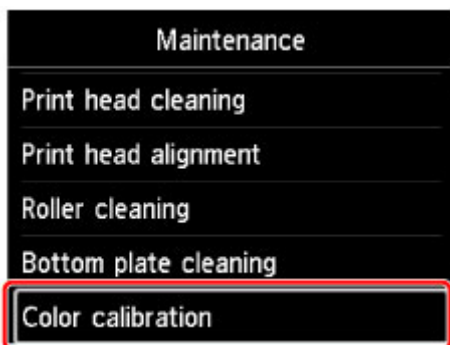 Maintenance
Print head cleaning
Print head alignment
Roller cleaning
Bottom plate cleaning
Color calibration